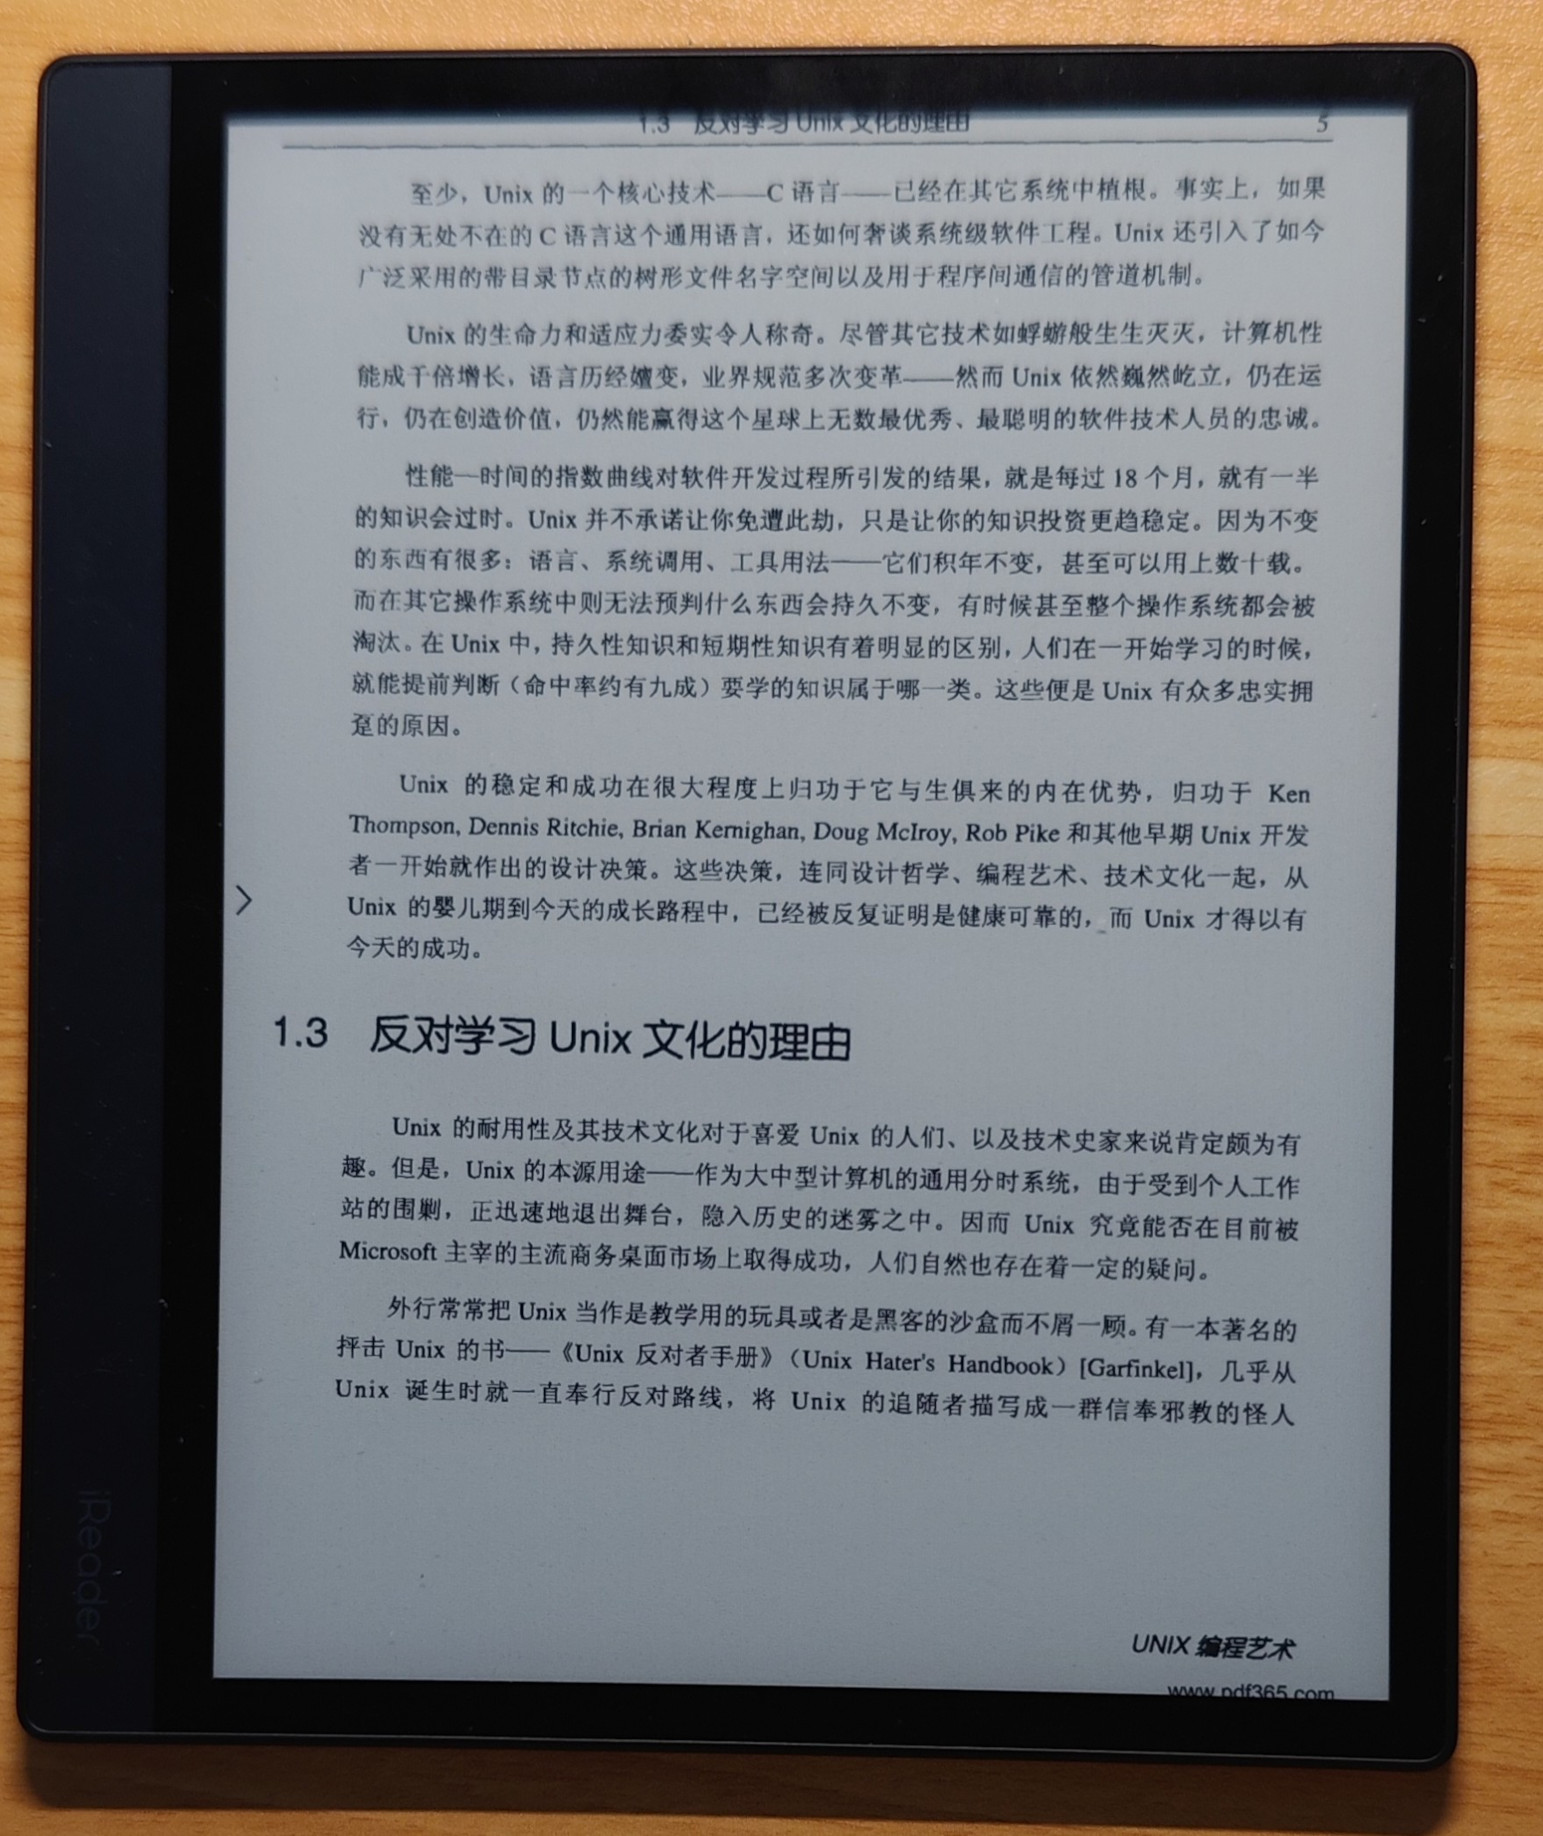 1.3 反对学习 Unix 文化的理由 5
至少，Unix 的一个核心技术——C 语言——已经在其它系统中植根。事实上，如果
没有无处不在的 C 语言这个通用语言，还如何奢谈系统级软件工程。Unix 还引入了如今
广泛采用的带目录节点的树形文件名字空间以及用于程序间通信的管道机制。
Unix 的生命力和适应力委实令人称奇。尽管其它技术如蜉蝣般生生灭灭，计算机性
能成千倍增长，语言历经嬗变，业界规范多次变革——然而 Unix 依然巍然屹立，仍在运
行，仍在创造价值，仍然能赢得这个星球上无数最优秀、最聪明的软件技术人员的忠诚。
性能—时间的指数曲线对软件开发过程所引发的结果，就是每过 18 个月，就有一半
的知识会过时。Unix 并不承诺让你免遭此劫，只是让你的知识投资更趋稳定。因为不变
的东西有很多：语言、系统调用、工具用法——它们积年不变，甚至可以用上数十载。
而在其它操作系统中则无法预判什么东西会持久不变，有时候甚至整个操作系统都会被
淘汰。在 Unix 中，持久性知识和短期性知识有着明显的区别，人们在一开始学习的时候，
就能提前判断（命中率约有九成）要学的知识属于哪一类。这些便是 Unix 有众多忠实拥
趸的原因。
Unix 的稳定和成功在很大程度上归功于它与生俱来的内在优势，归功于 Ken
Thompson, Dennis Ritchie, Brian Kernighan, Doug McIroy, Rob Pike 和其他早期 Unix 开发
者一开始就作出的设计决策。这些决策，连同设计哲学、编程艺术、技术文化一起，从
Unix 的婴儿期到今天的成长路程中，已经被反复证明是健康可靠的，而 Unix 才得以有
今天的成功。
1.3 反对学习 Unix 文化的理由
Unix 的耐用性及其技术文化对于喜爱 Unix 的人们、以及技术史家来说肯定颇为有
趣。但是，Unix 的本源用途——作为大中型计算机的通用分时系统，由于受到个人工作
站的围剿，正迅速地退出舞台，隐入历史的迷雾之中。因而 Unix 究竟能否在目前被
Microsoft 主宰的主流商务桌面市场上取得成功，人们自然也存在着一定的疑问。
外行常常把 Unix 当作是教学用的玩具或者是黑客的沙盒而不屑一顾。有一本著名的
抨击 Unix 的书——《Unix 反对者手册》（Unix Hater's Handbook）[Garfinkel]，几乎从
Unix 诞生时就一直奉行反对路线，将 Unix 的追随者描写成一群信奉邪教的怪人
UNIX 编程艺术
www.pdf365.com
iReader